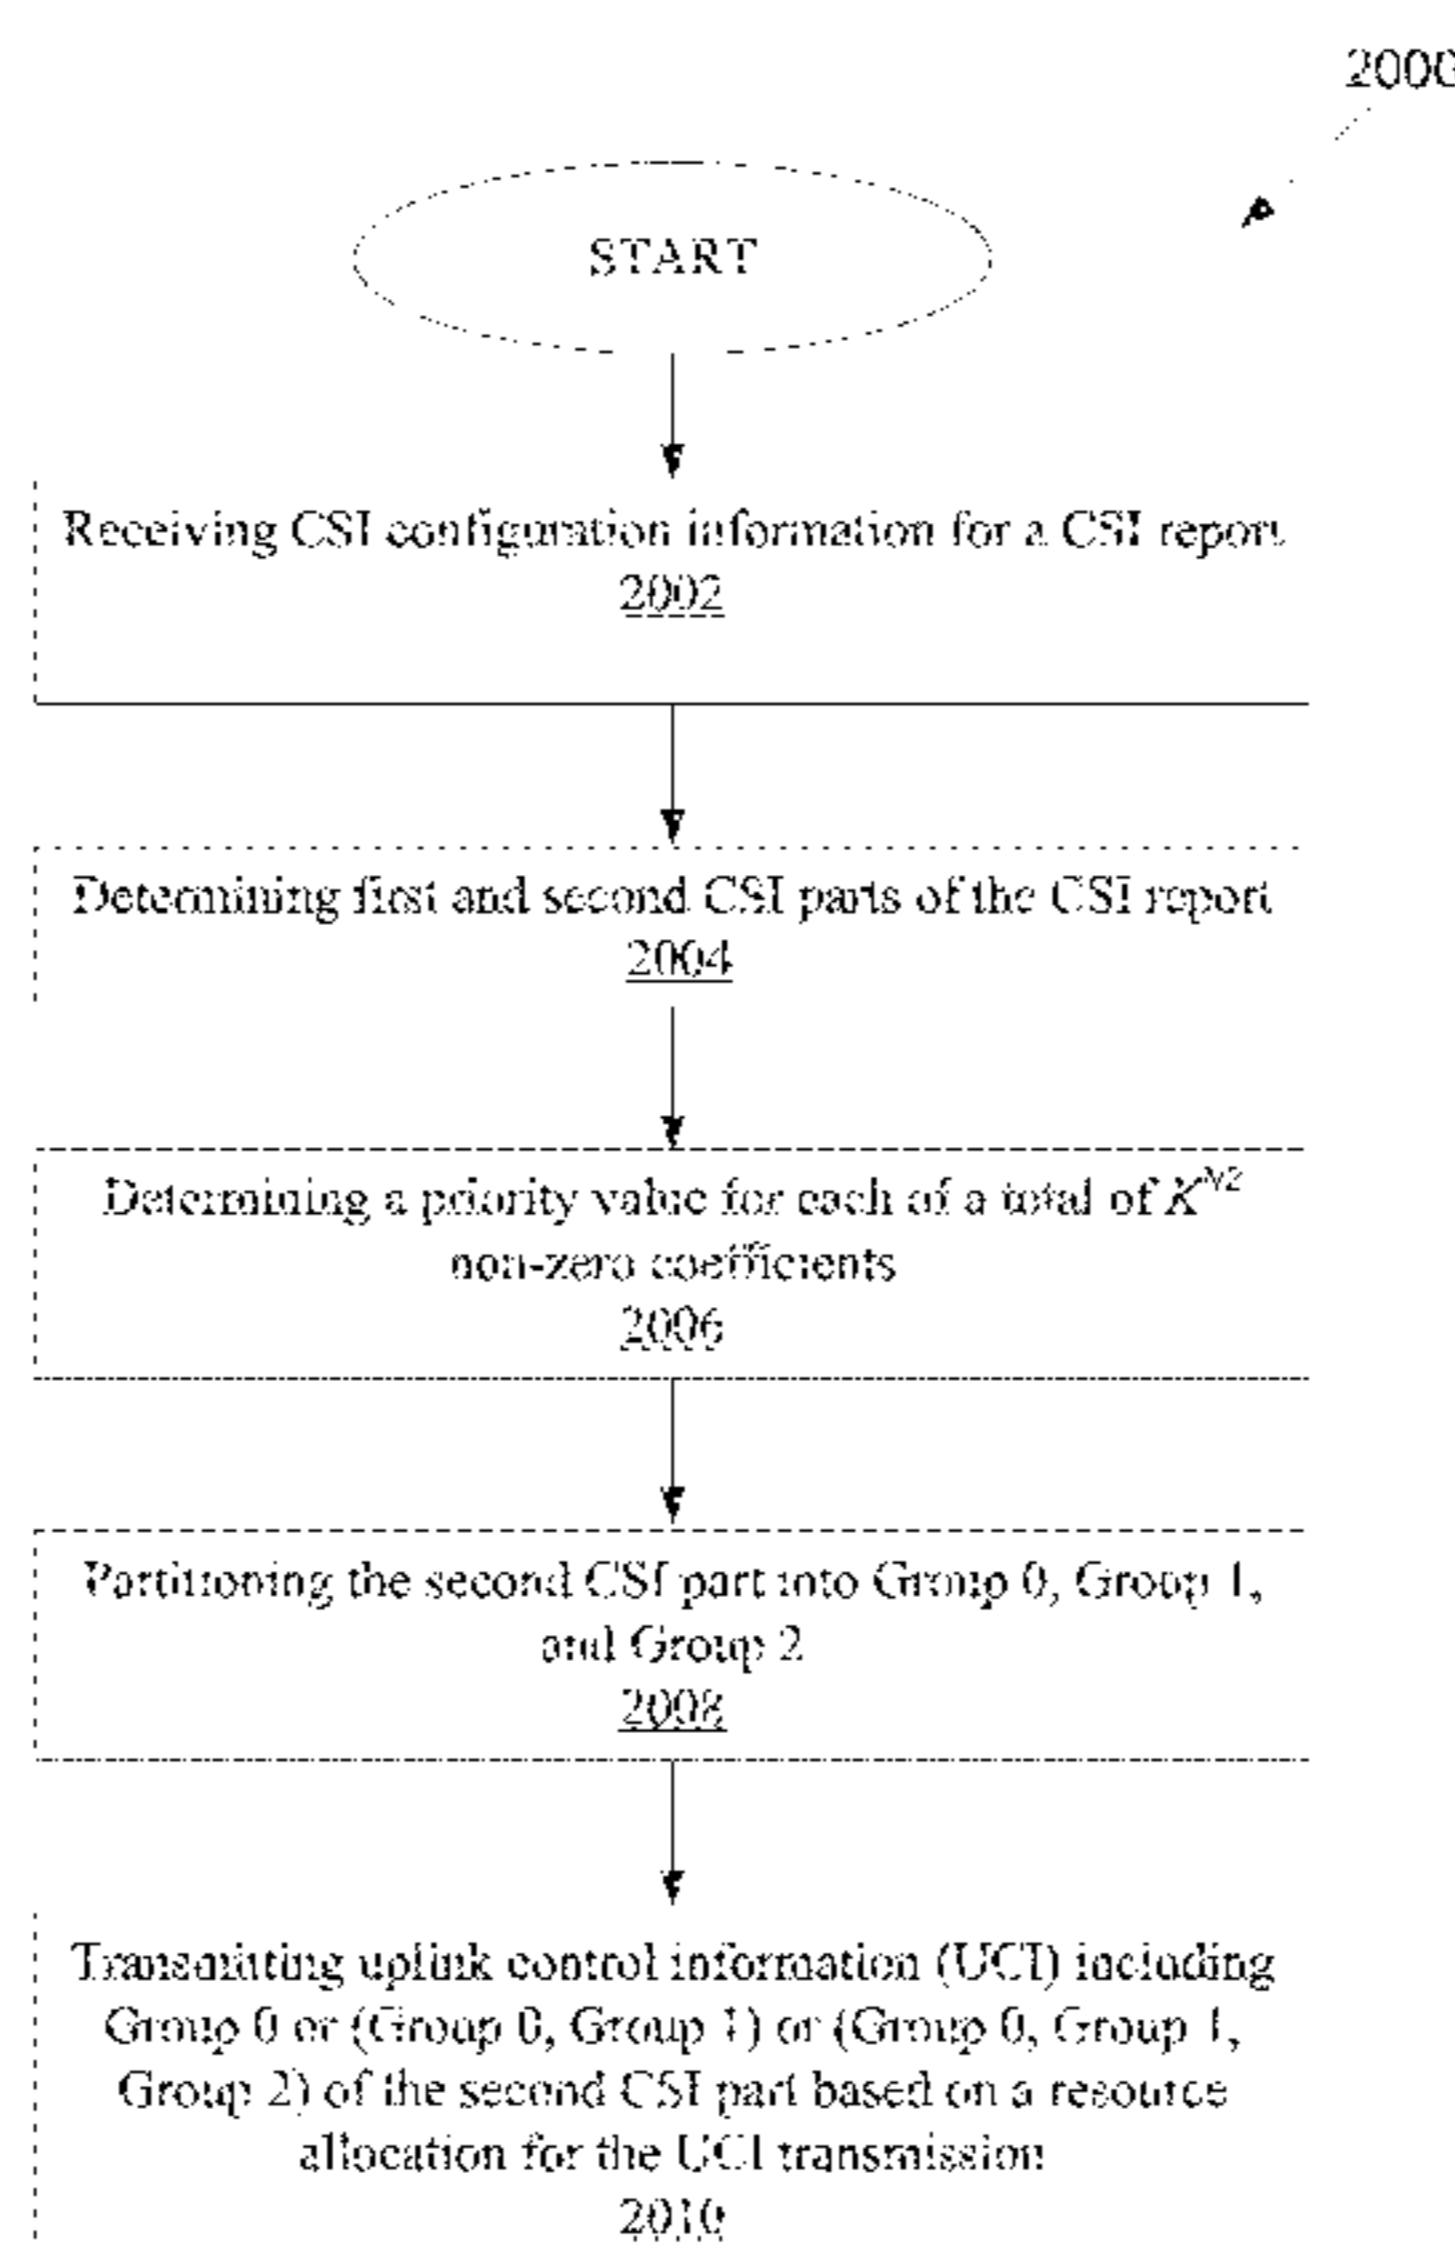 2000
START
Receiving CSI configuration information for a CSI report
2002
Determining first and second CSI parts of the CSI report
2004
Determining a priority value for each of a total of K^NZ
non-zero coefficients
2006
Partitioning the second CSI part into Group 0, Group 1,
and Group 2
2008
Transmitting uplink control information (UCI) including
Group 0 or (Group 0, Group 1) or (Group 0, Group 1,
Group 2) of the second CSI part based on a resource
allocation for the UCI transmission
2010